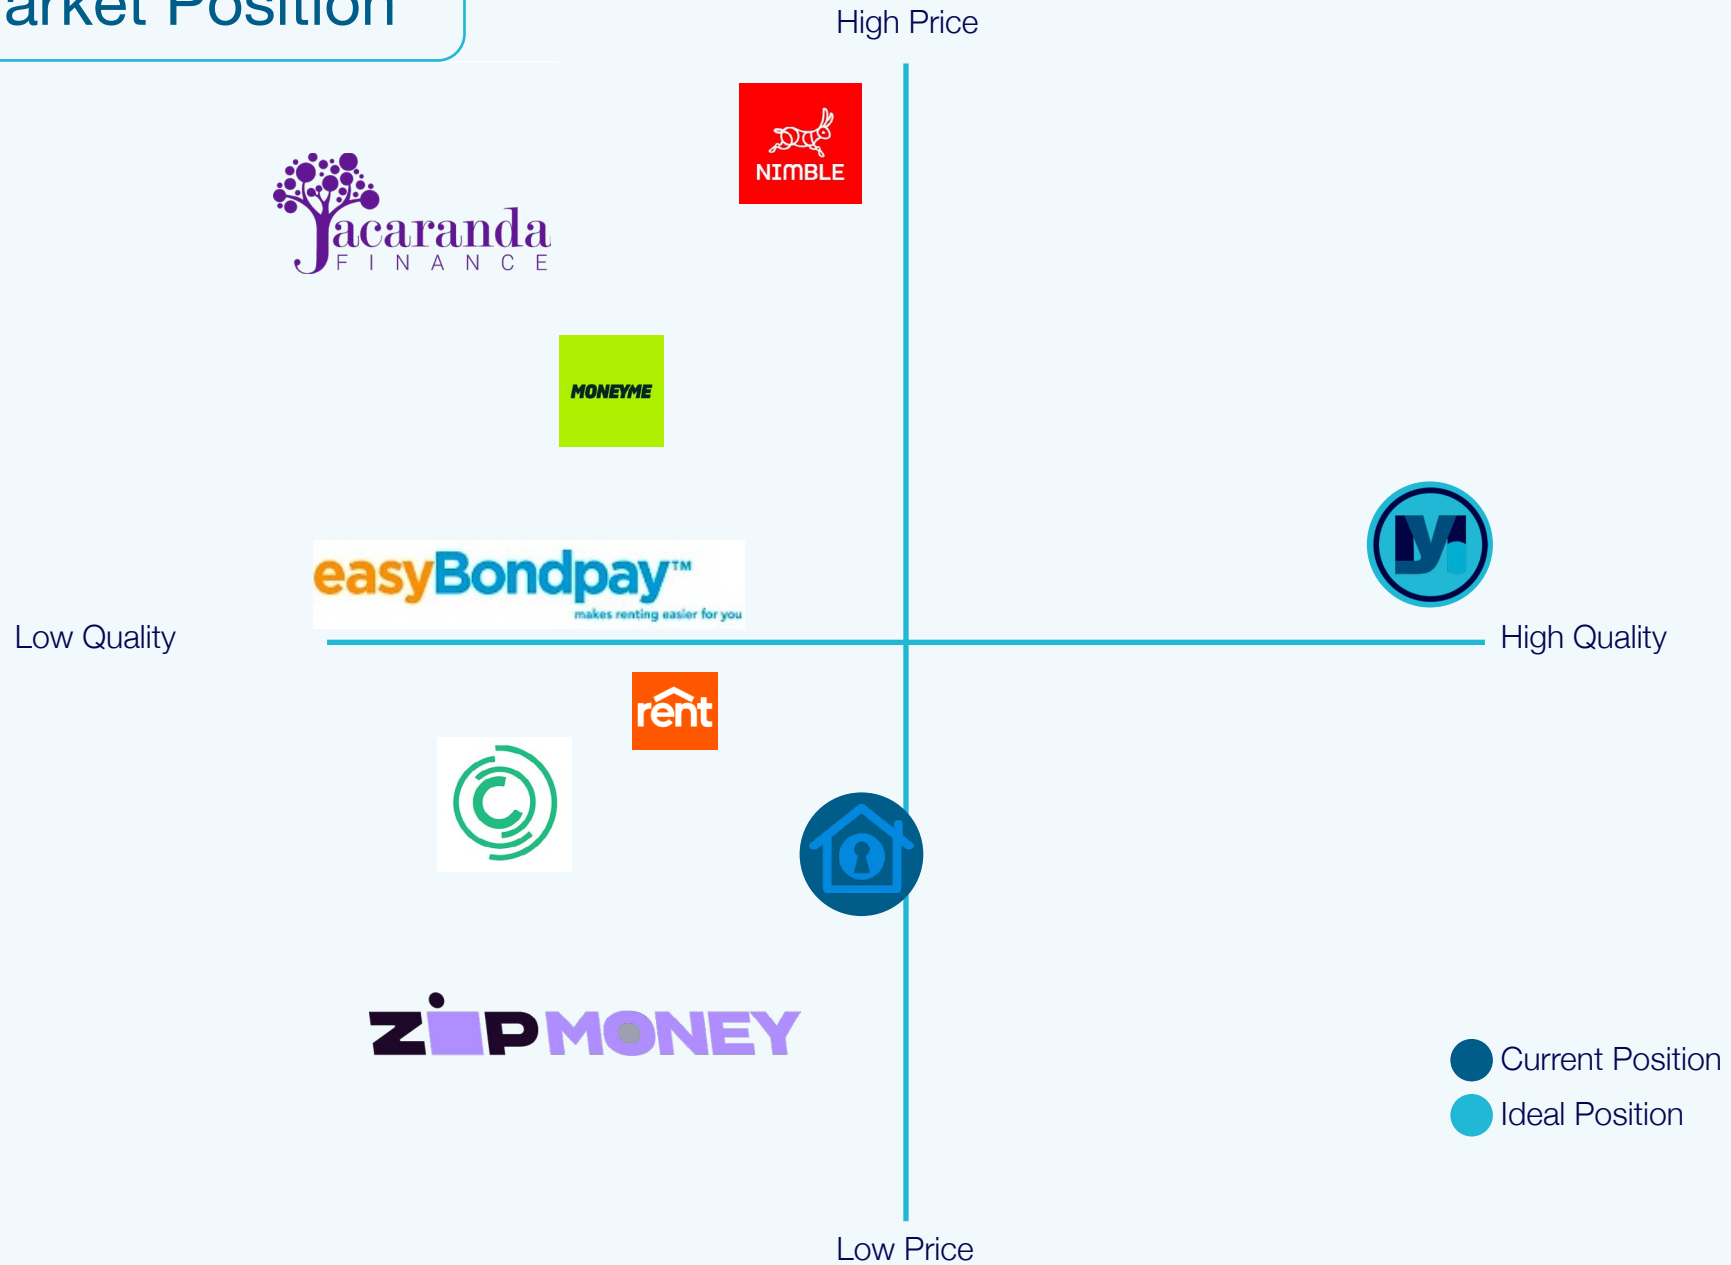 arket Position
High Price
NIMBLE
Jacaranda
FINANCE
MONEYME
easyBondpay™
makes renting easier for you
Low Quality
High Quality
rent
ZIPMONEY
Current Position
Ideal Position
Low Price